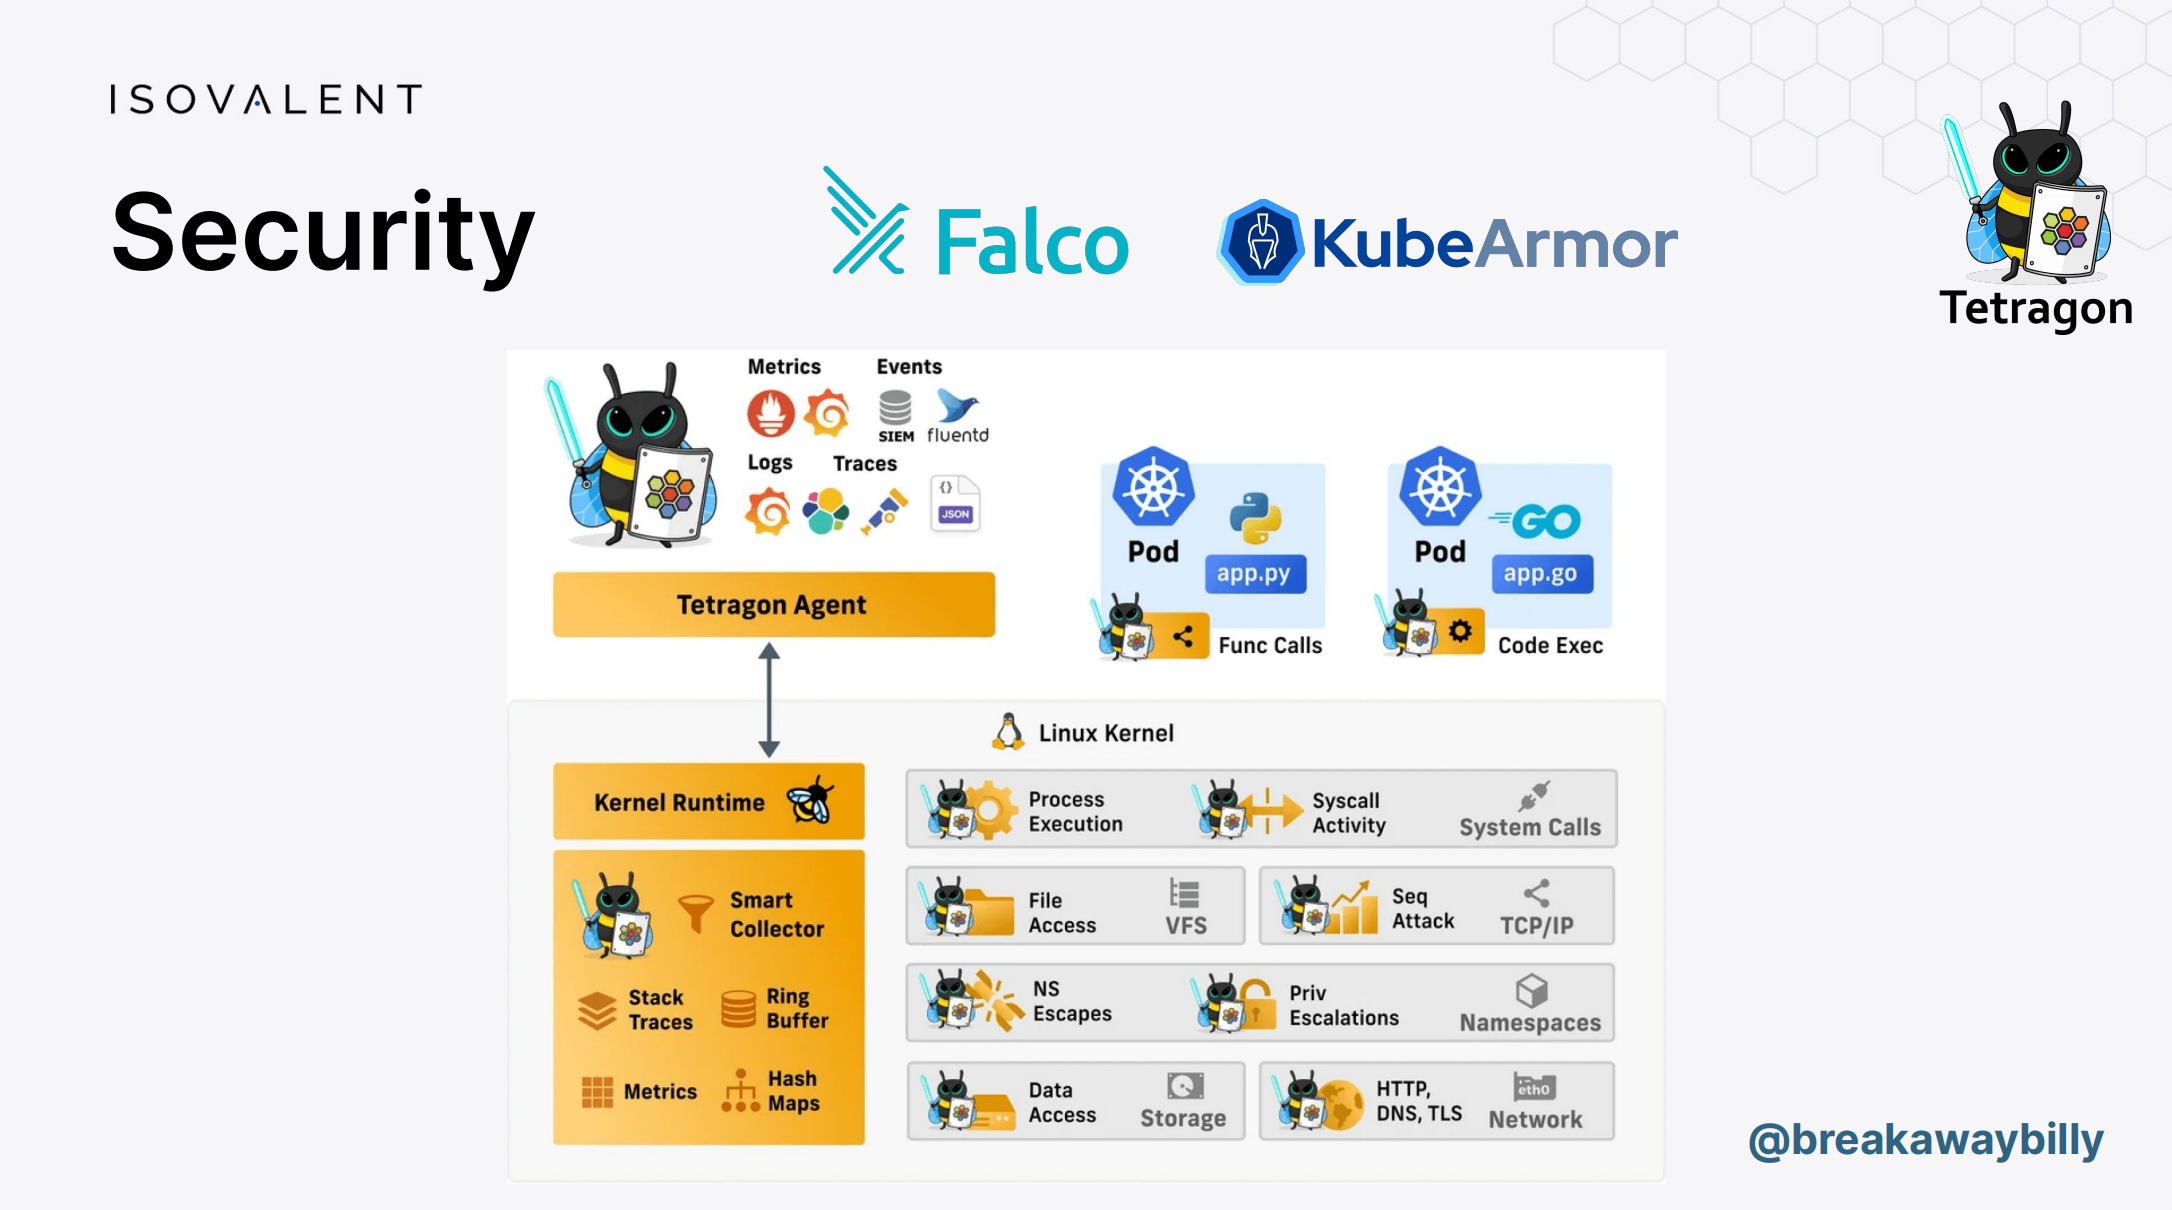 ISOVALENT
Security
Falco
KubeArmor
Tetragon
Metrics
Events
SIEM
fluentd
Logs
Traces
{}
JSON
Tetragon Agent
Pod
app.py
Func Calls
Pod
GO
app.go
Code Exec
Linux Kernel
Kernel Runtime
Smart
Collector
Stack
Traces
Ring
Buffer
Metrics
Hash
Maps
Process
Execution
Syscall
Activity
System Calls
File
Access
VFS
Seq
Attack
TCP/IP
NS
Escapes
Priv
Escalations
Namespaces
Data
Access
Storage
HTTP,
DNS, TLS
eth0
Network
@breakawaybilly